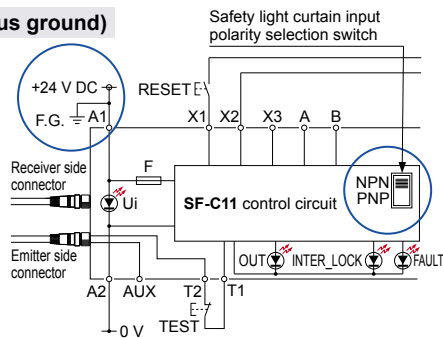 us ground)
Safety light curtain input
polarity selection switch
+24 V DC
RESET
F.G.
A1
X1
X2
X3
A
B
Receiver side
connector
F
Ui
SF-C11 control circuit
NPN
PNP
Emitter side
connector
OUT
INTER_LOCK
FAULT
A2
AUX
T2
T1
TEST
0 V